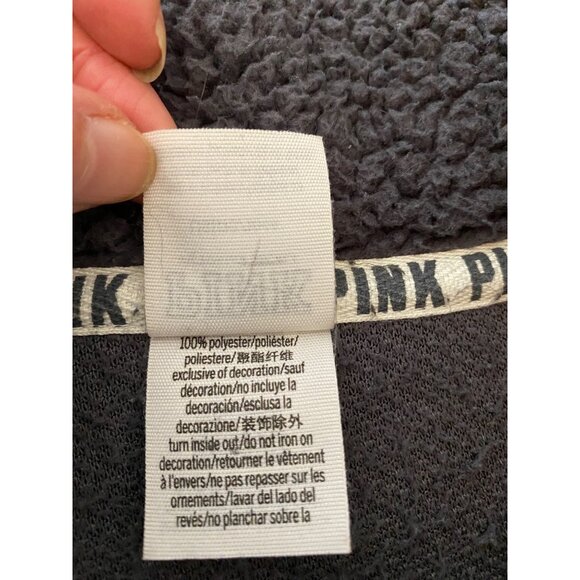 PINK PI
100% polyester/poliéster/
poliestere/聚酯纤维
exclusive of decoration/sauf
décoration/no incluye la
decoración/esclusa la
decorazione/装饰除外
turn inside out/do not iron on
decoration/retourner le vêtement
à l'envers/ne pas repasser sur les
ornements/lavar del lado del
revés/no planchar sobre la